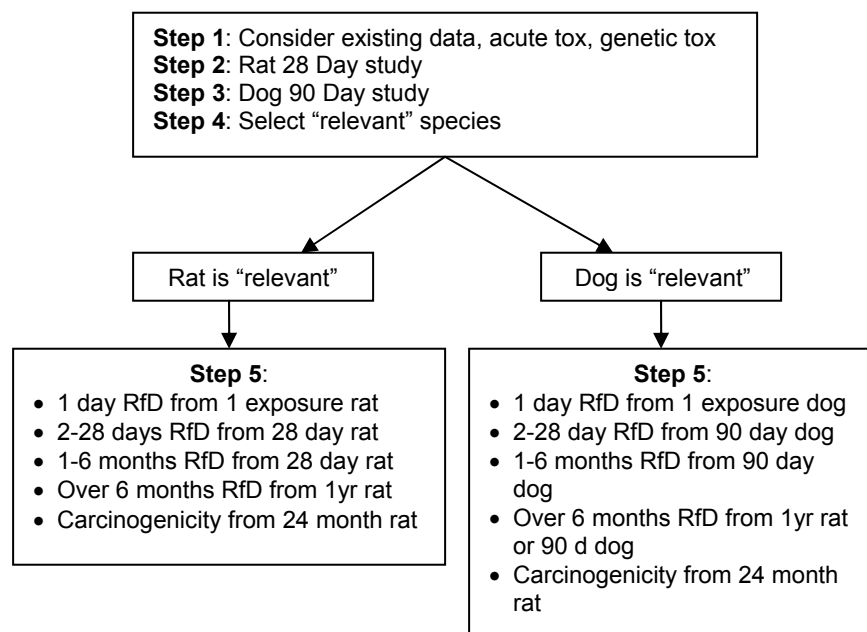 Step 1: Consider existing data, acute tox, genetic tox
Step 2: Rat 28 Day study
Step 3: Dog 90 Day study
Step 4: Select “relevant” species
Rat is “relevant”
Dog is “relevant”
Step 5:
• 1 day RfD from 1 exposure rat
• 2-28 days RfD from 28 day rat
• 1-6 months RfD from 28 day rat
• Over 6 months RfD from 1yr rat
• Carcinogenicity from 24 month rat
Step 5:
• 1 day RfD from 1 exposure dog
• 2-28 day RfD from 90 day dog
• 1-6 months RfD from 90 day
dog
• Over 6 months RfD from 1yr rat
or 90 d dog
• Carcinogenicity from 24 month
rat